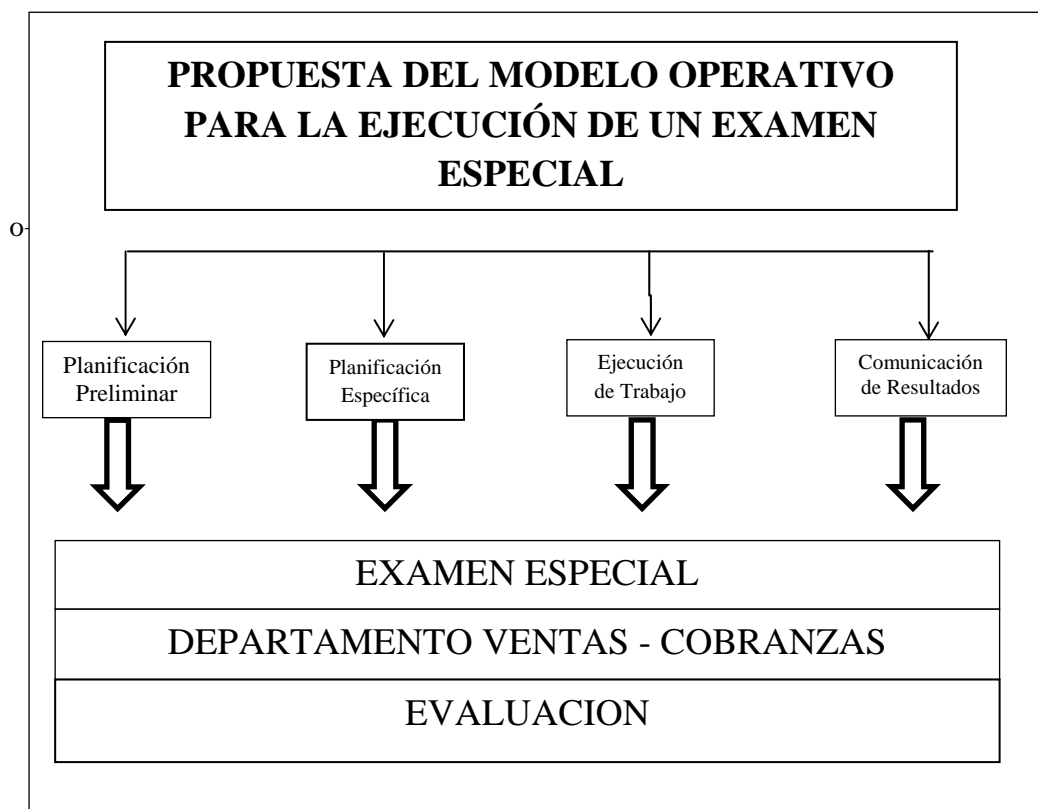 PROPUESTA DEL MODELO OPERATIVO
PARA LA EJECUCIÓN DE UN EXAMEN
ESPECIAL
O
Planificación
Preliminar
Planificación
Específica
Ejecución
de Trabajo
Comunicación
de Resultados
EXAMEN ESPECIAL
DEPARTAMENTO VENTAS - COBRANZAS
EVALUACION